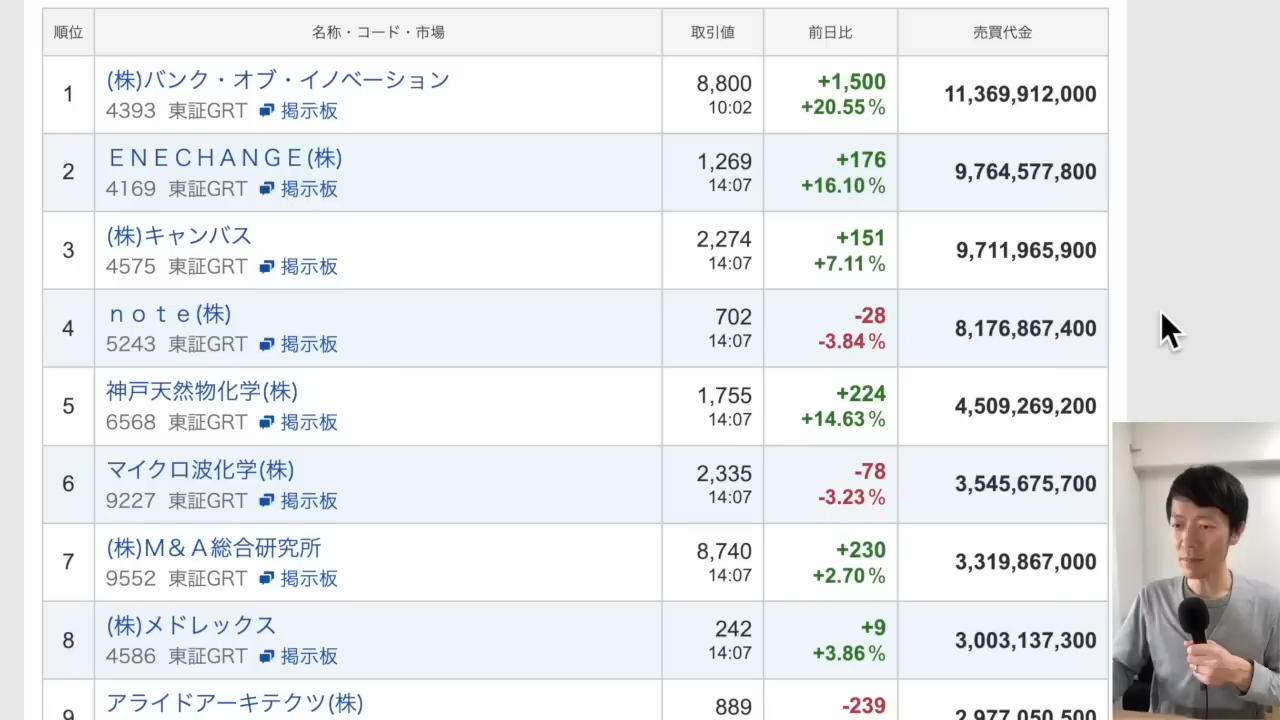 順位 名称・コード・市場 取引値 前日比 売買代金
1 (株)バンク・オブ・イノベーション 8,800 +1,500 11,369,912,000
4393 東証GRT 掲示板 10:02 +20.55%
2 ＥＮＥＣＨＡＮＧＥ(株) 1,269 +176 9,764,577,800
4169 東証GRT 掲示板 14:07 +16.10%
3 (株)キャンバス 2,274 +151 9,711,965,900
4575 東証GRT 掲示板 14:07 +7.11%
4 ｎｏｔｅ(株) 702 -28 8,176,867,400
5243 東証GRT 掲示板 14:07 -3.84%
5 神戸天然物化学(株) 1,755 +224 4,509,269,200
6568 東証GRT 掲示板 14:07 +14.63%
6 マイクロ波化学(株) 2,335 -78 3,545,675,700
9227 東証GRT 掲示板 14:07 -3.23%
7 (株)Ｍ＆Ａ総合研究所 8,740 +230 3,319,867,000
9552 東証GRT 掲示板 14:07 +2.70%
8 (株)メドレックス 242 +9 3,003,137,300
4586 東証GRT 掲示板 14:07 +3.86%
9 アライドアーキテクツ(株) 889 -239 2,977,050,500